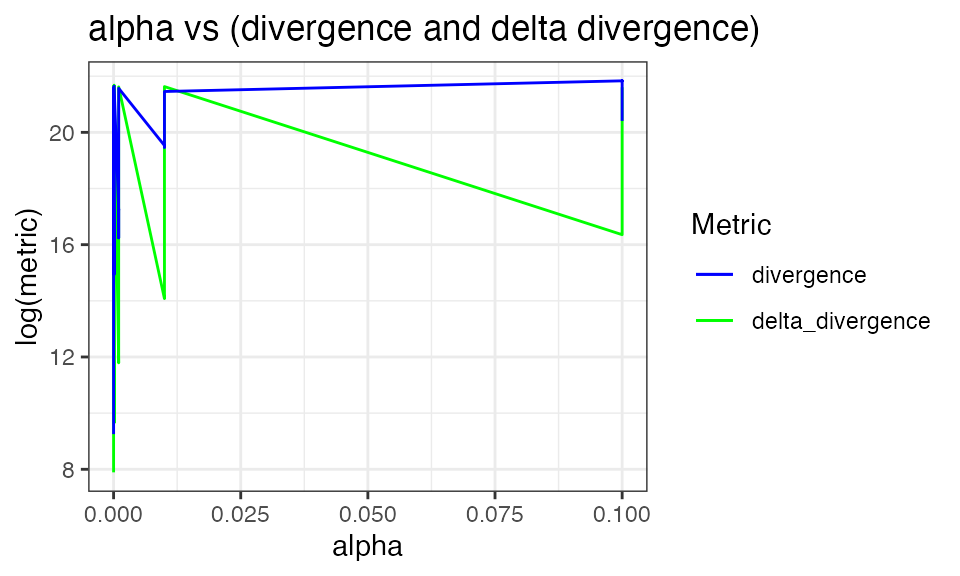 alpha vs (divergence and delta divergence)
log(metric)
20
16
12
8
0.000
0.025
0.050
0.075
0.100
alpha
Metric
divergence
delta_divergence